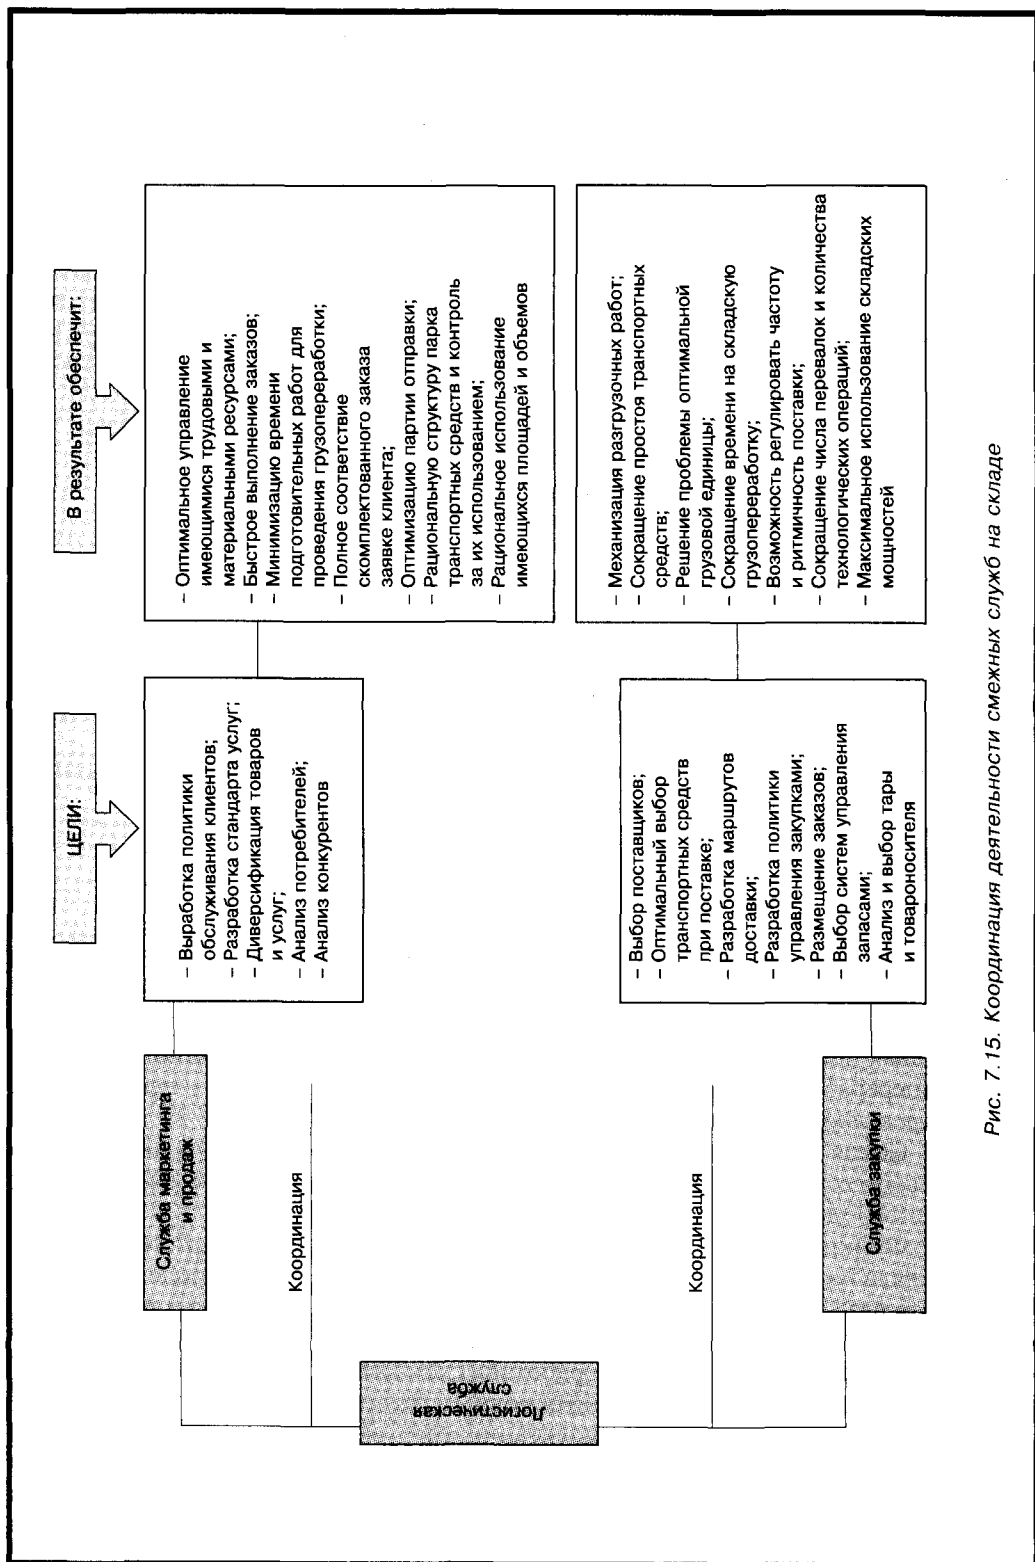 В результате обеспечит:
– Оптимальное управление
имеющимися трудовыми и
материальными ресурсами;
– Быстрое выполнение заказов;
– Минимизацию времени
подготовительных работ для
проведения грузопереработки;
– Полное соответствие
скомплектованного заказа
заявке клиента;
– Оптимизацию партии отправки;
– Рациональную структуру парка
транспортных средств и контроль
за их использованием;
– Рациональное использование
имеющихся площадей и объемов
– Механизация разгрузочных работ;
– Сокращение простоя транспортных
средств;
– Решение проблемы оптимальной
грузовой единицы;
– Сокращение времени на складскую
грузопереработку;
– Возможность регулировать частоту
и ритмичность поставки;
– Сокращение числа перевалок и количества
технологических операций;
– Максимальное использование складских
мощностей
ЦЕЛИ:
– Выработка политики
обслуживания клиентов;
– Разработка стандарта услуг;
– Диверсификация товаров
и услуг;
– Анализ потребителей;
– Анализ конкурентов
– Выбор поставщиков;
– Оптимальный выбор
транспортных средств
при поставке;
– Разработка маршрутов
доставки;
– Разработка политики
управления закупками;
– Размещение заказов;
– Выбор систем управления
запасами;
– Анализ и выбор тары
и товароносителя
Служба маркетинга
и продаж
Координация
Координация
Служба закупки
Логистическая
служба
Рис. 7.15. Координация деятельности смежных служб на складе